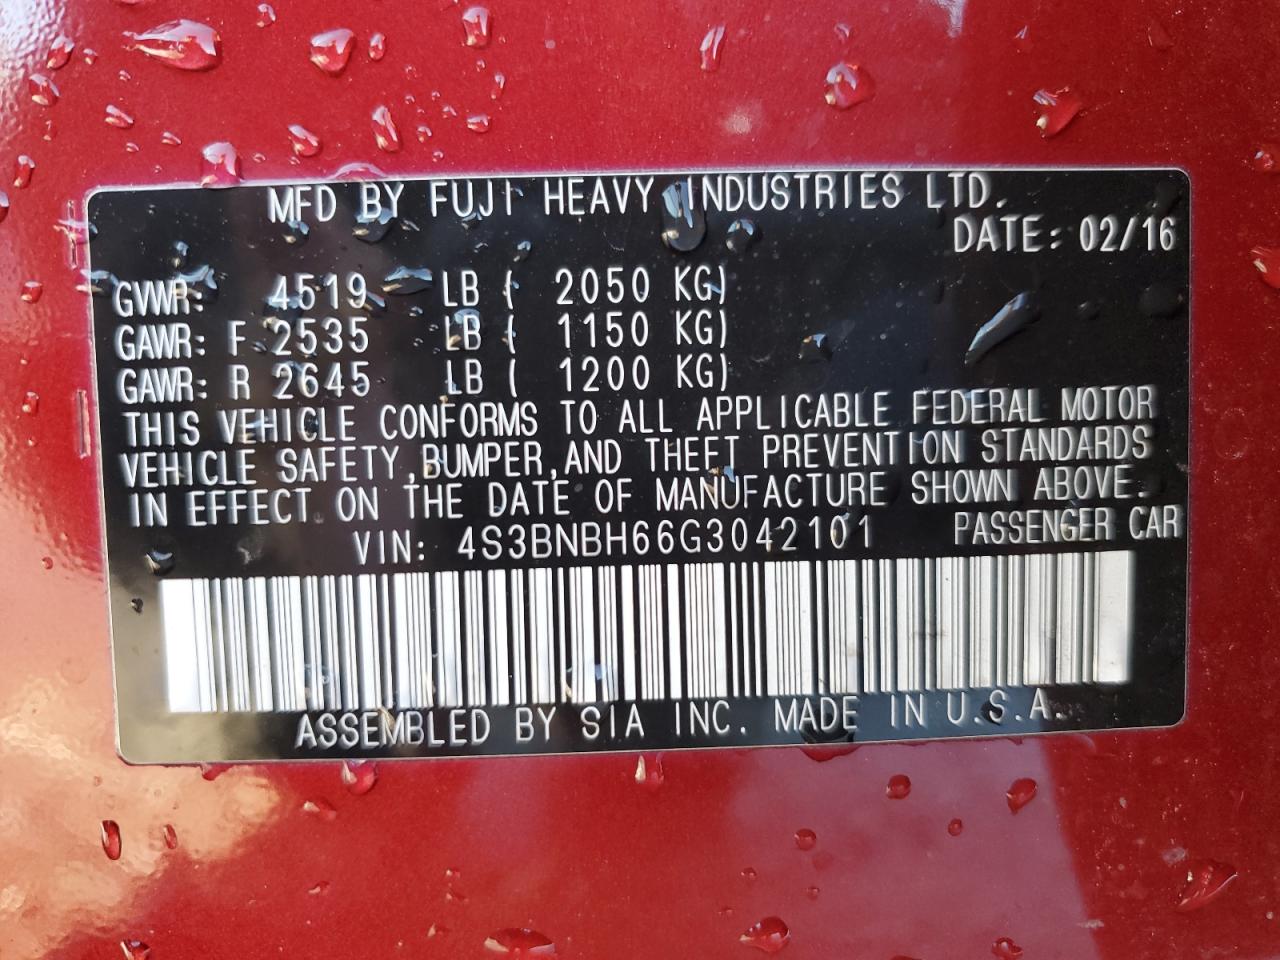 MFD BY FUJI HEAVY INDUSTRIES LTD.
DATE: 02/16
GVWR: 4519 LB ( 2050 KG)
GAWR: F 2535 LB ( 1150 KG)
GAWR: R 2645 LB ( 1200 KG)
THIS VEHICLE CONFORMS TO ALL APPLICABLE FEDERAL MOTOR
VEHICLE SAFETY,BUMPER,AND THEFT PREVENTION STANDARDS
IN EFFECT ON THE DATE OF MANUFACTURE SHOWN ABOVE.
VIN: 4S3BNBH66G3042101 PASSENGER CAR
ASSEMBLED BY SIA INC. MADE IN U.S.A.